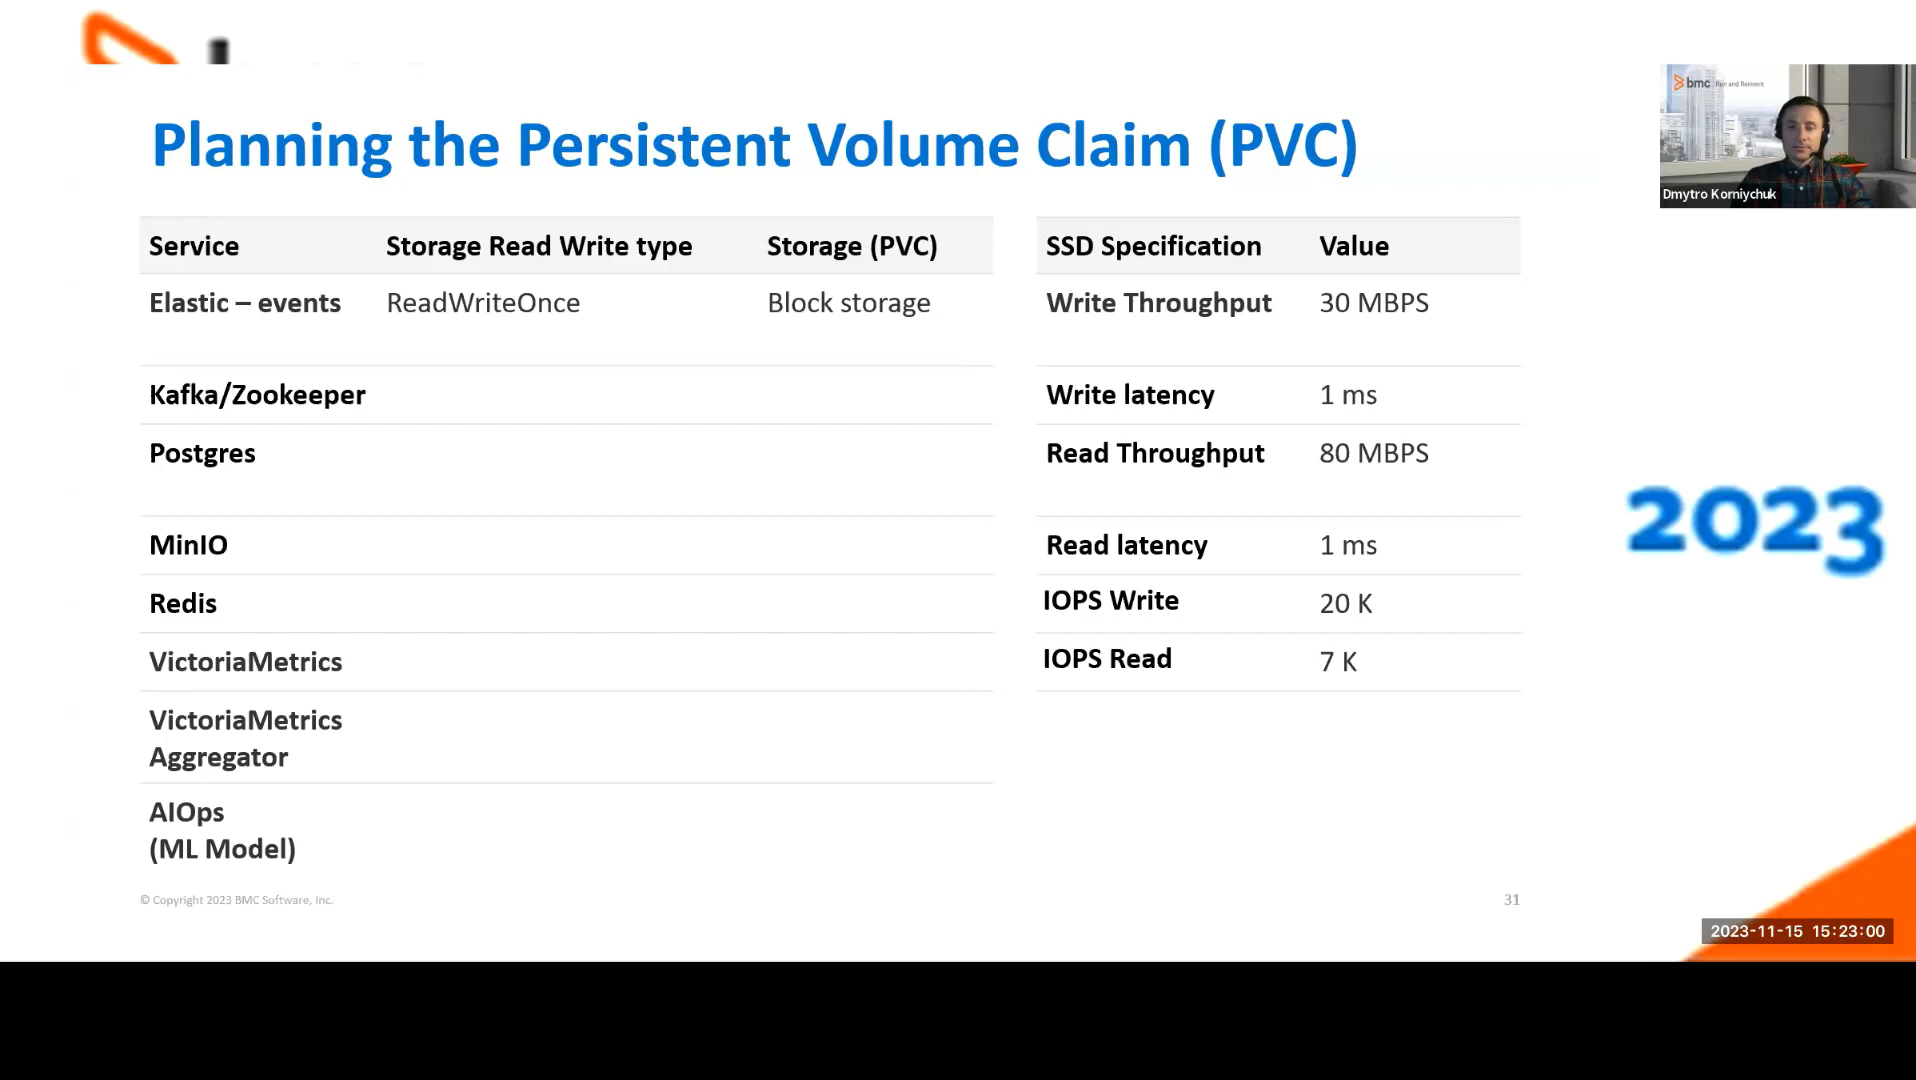 Planning the Persistent Volume Claim (PVC)
bmc Run and Reinvent
Dmytro Korniychuk
Service Storage Read Write type Storage (PVC)
Elastic – events ReadWriteOnce Block storage
Kafka/Zookeeper
Postgres
MinIO
Redis
VictoriaMetrics
VictoriaMetrics
Aggregator
AIOps
(ML Model)
SSD Specification Value
Write Throughput 30 MBPS
Write latency 1 ms
Read Throughput 80 MBPS
Read latency 1 ms
IOPS Write 20 K
IOPS Read 7 K
2023
© Copyright 2023 BMC Software, Inc.
31
2023-11-15 15:23:00